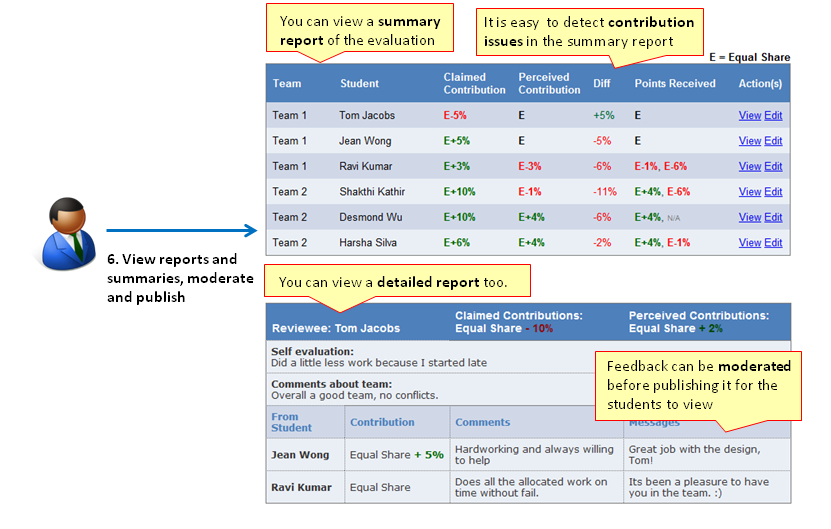 You can view a summary
report of the evaluation
It is easy to detect contribution
issues in the summary report
E = Equal Share
Team Student Claimed Contribution Perceived Contribution Diff Points Received Action(s)
Team 1 Tom Jacobs E-5% E +5% E View Edit
Team 1 Jean Wong E+5% E -5% E View Edit
Team 1 Ravi Kumar E+3% E-3% -6% E-1%, E-6% View Edit
Team 2 Shakthi Kathir E+10% E-1% -11% E+4%, E-6% View Edit
Team 2 Desmond Wu E+10% E+4% -6% E+4%, N/A View Edit
Team 2 Harsha Silva E+6% E+4% -2% E+4%, E-1% View Edit
6. View reports and
summaries, moderate
and publish
You can view a detailed report too.
Reviewee: Tom Jacobs
Claimed Contributions:
Equal Share - 10%
Perceived Contributions:
Equal Share + 2%
Self evaluation:
Did a little less work because I started late
Comments about team:
Overall a good team, no conflicts.
Feedback can be moderated
before publishing it for the
students to view
From Student Contribution Comments Messages
Jean Wong Equal Share + 5% Hardworking and always willing to help Great job with the design, Tom!
Ravi Kumar Equal Share Does all the allocated work on time without fail. Its been a pleasure to have you in the team. :)